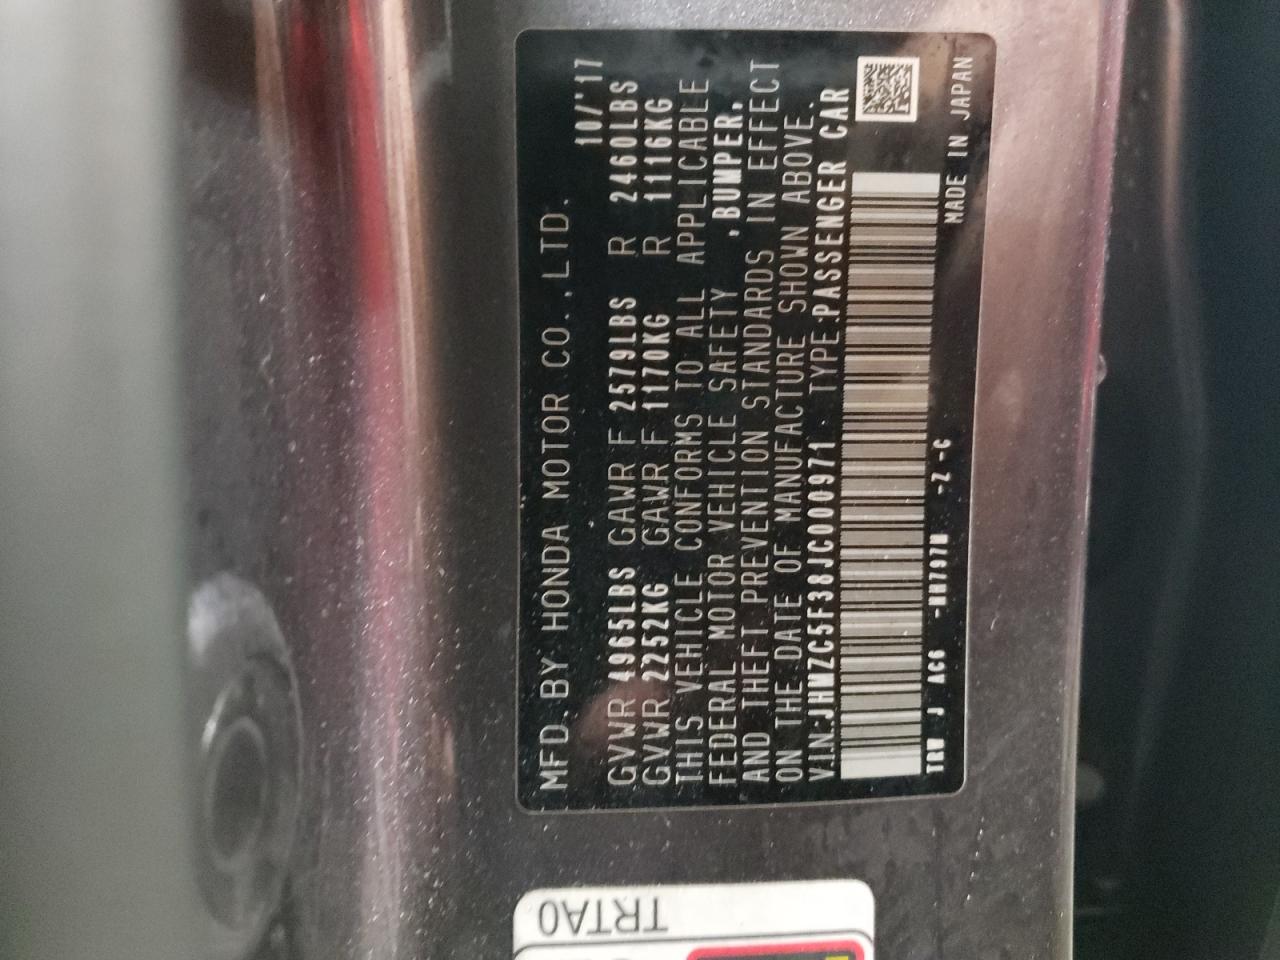 MFD. BY HONDA MOTOR CO., LTD. 10/'17
GVWR 4965LBS GAWR F 2579LBS R 2460LBS
GVWR 2252KG GAWR F 1170KG R 1116KG
THIS VEHICLE CONFORMS TO ALL APPLICABLE
FEDERAL MOTOR VEHICLE SAFETY ,BUMPER,
AND THEFT PREVENTION STANDARDS IN EFFECT
ON THE DATE OF MANUFACTURE SHOWN ABOVE.
V.I.N:JHMZC5F38JC000971 TYPE:PASSENGER CAR
TRW J AC6 -NH797M -Z -C MADE IN JAPAN
TRTA0